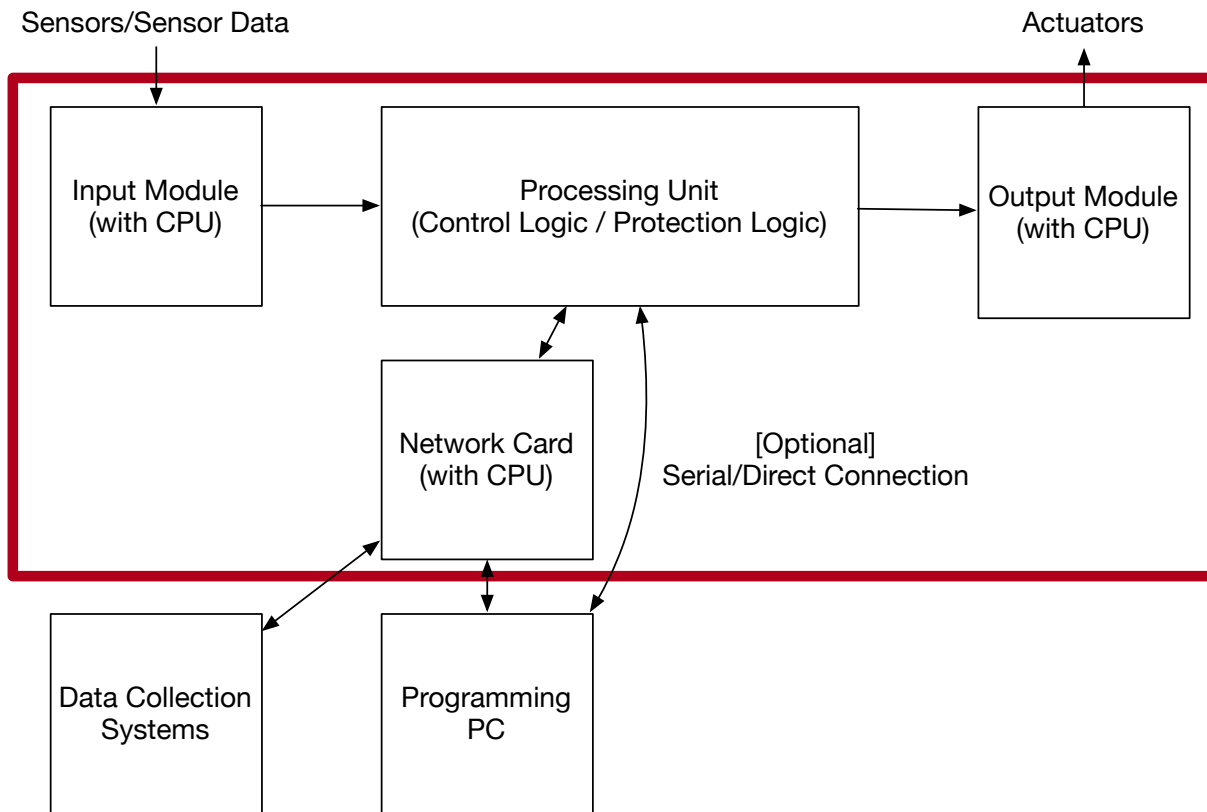 Sensors/Sensor Data
Actuators
Input Module
(with CPU)
Processing Unit
(Control Logic / Protection Logic)
Output Module
(with CPU)
Network Card
(with CPU)
[Optional]
Serial/Direct Connection
Data Collection
Systems
Programming
PC